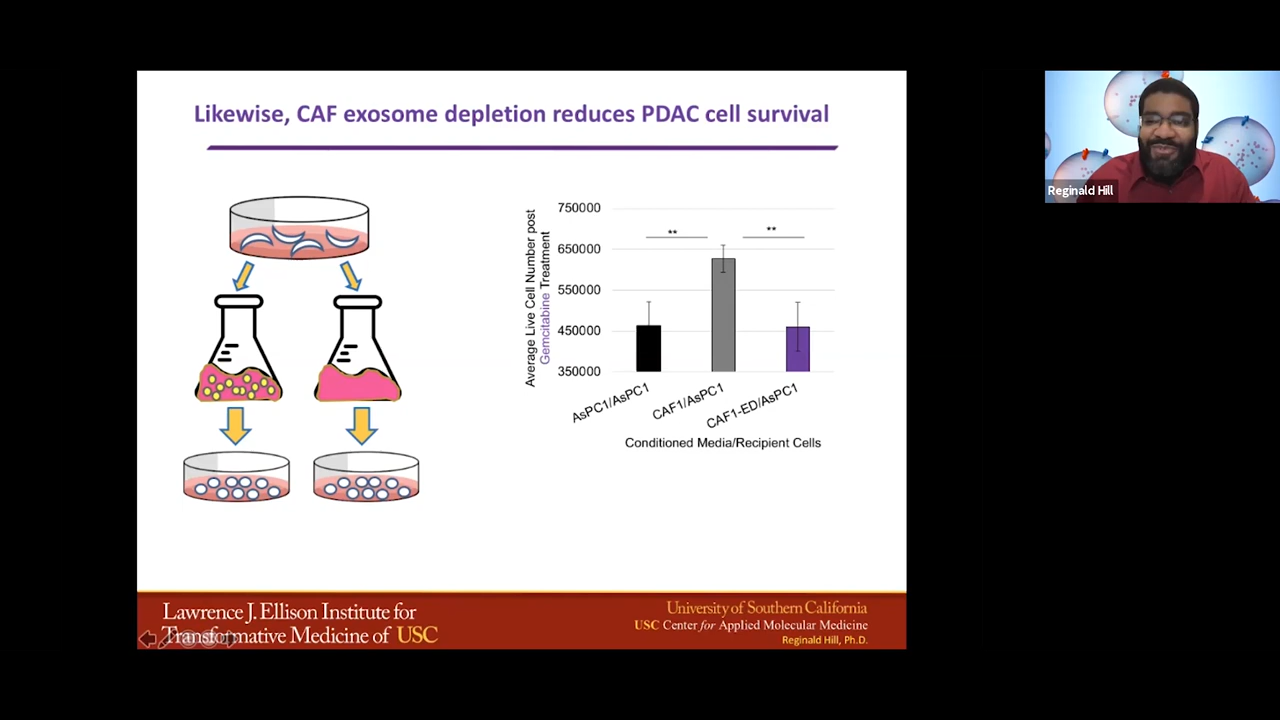 Likewise, CAF exosome depletion reduces PDAC cell survival
Reginald Hill
Average Live Cell Number post
Gemcitabine Treatment
750000
650000
550000
450000
350000
**
**
AsPC1/AsPC1
CAF1/AsPC1
CAF1-ED/AsPC1
Conditioned Media/Recipient Cells
Lawrence J. Ellison Institute for
Transformative Medicine of USC
University of Southern California
USC Center for Applied Molecular Medicine
Reginald Hill, Ph.D.